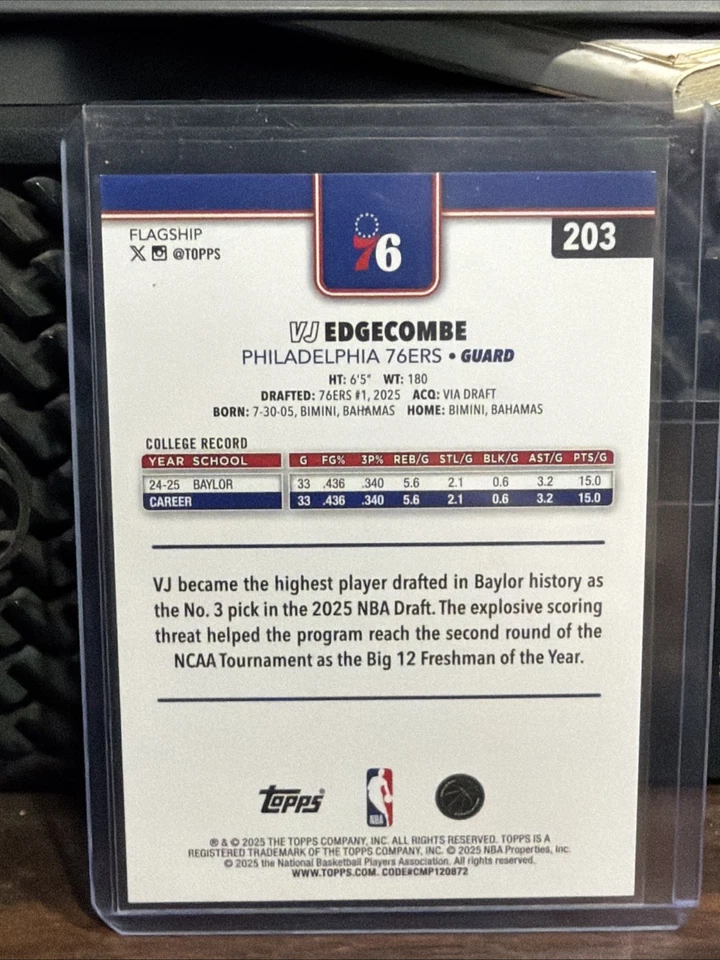 FLAGSHIP
@TOPPS
76
203
VJ EDGECOMBE
PHILADELPHIA 76ERS • GUARD
HT: 6'5" WT: 180
DRAFTED: 76ERS #1, 2025 ACQ: VIA DRAFT
BORN: 7-30-05, BIMINI, BAHAMAS HOME: BIMINI, BAHAMAS
COLLEGE RECORD
YEAR SCHOOL G FG% 3P% REB/G STL/G BLK/G AST/G PTS/G
24-25 BAYLOR 33 .436 .340 5.6 2.1 0.6 3.2 15.0
CAREER 33 .436 .340 5.6 2.1 0.6 3.2 15.0
VJ became the highest player drafted in Baylor history as
the No. 3 pick in the 2025 NBA Draft. The explosive scoring
threat helped the program reach the second round of the
NCAA Tournament as the Big 12 Freshman of the Year.
Topps®
NBA
® & © 2025 THE TOPPS COMPANY, INC. ALL RIGHTS RESERVED. TOPPS IS A
REGISTERED TRADEMARK OF THE TOPPS COMPANY, INC. © 2025 NBA Properties, Inc.
© 2025 the National Basketball Players Association. All rights reserved.
WWW.TOPPS.COM. CODE#CMP120872